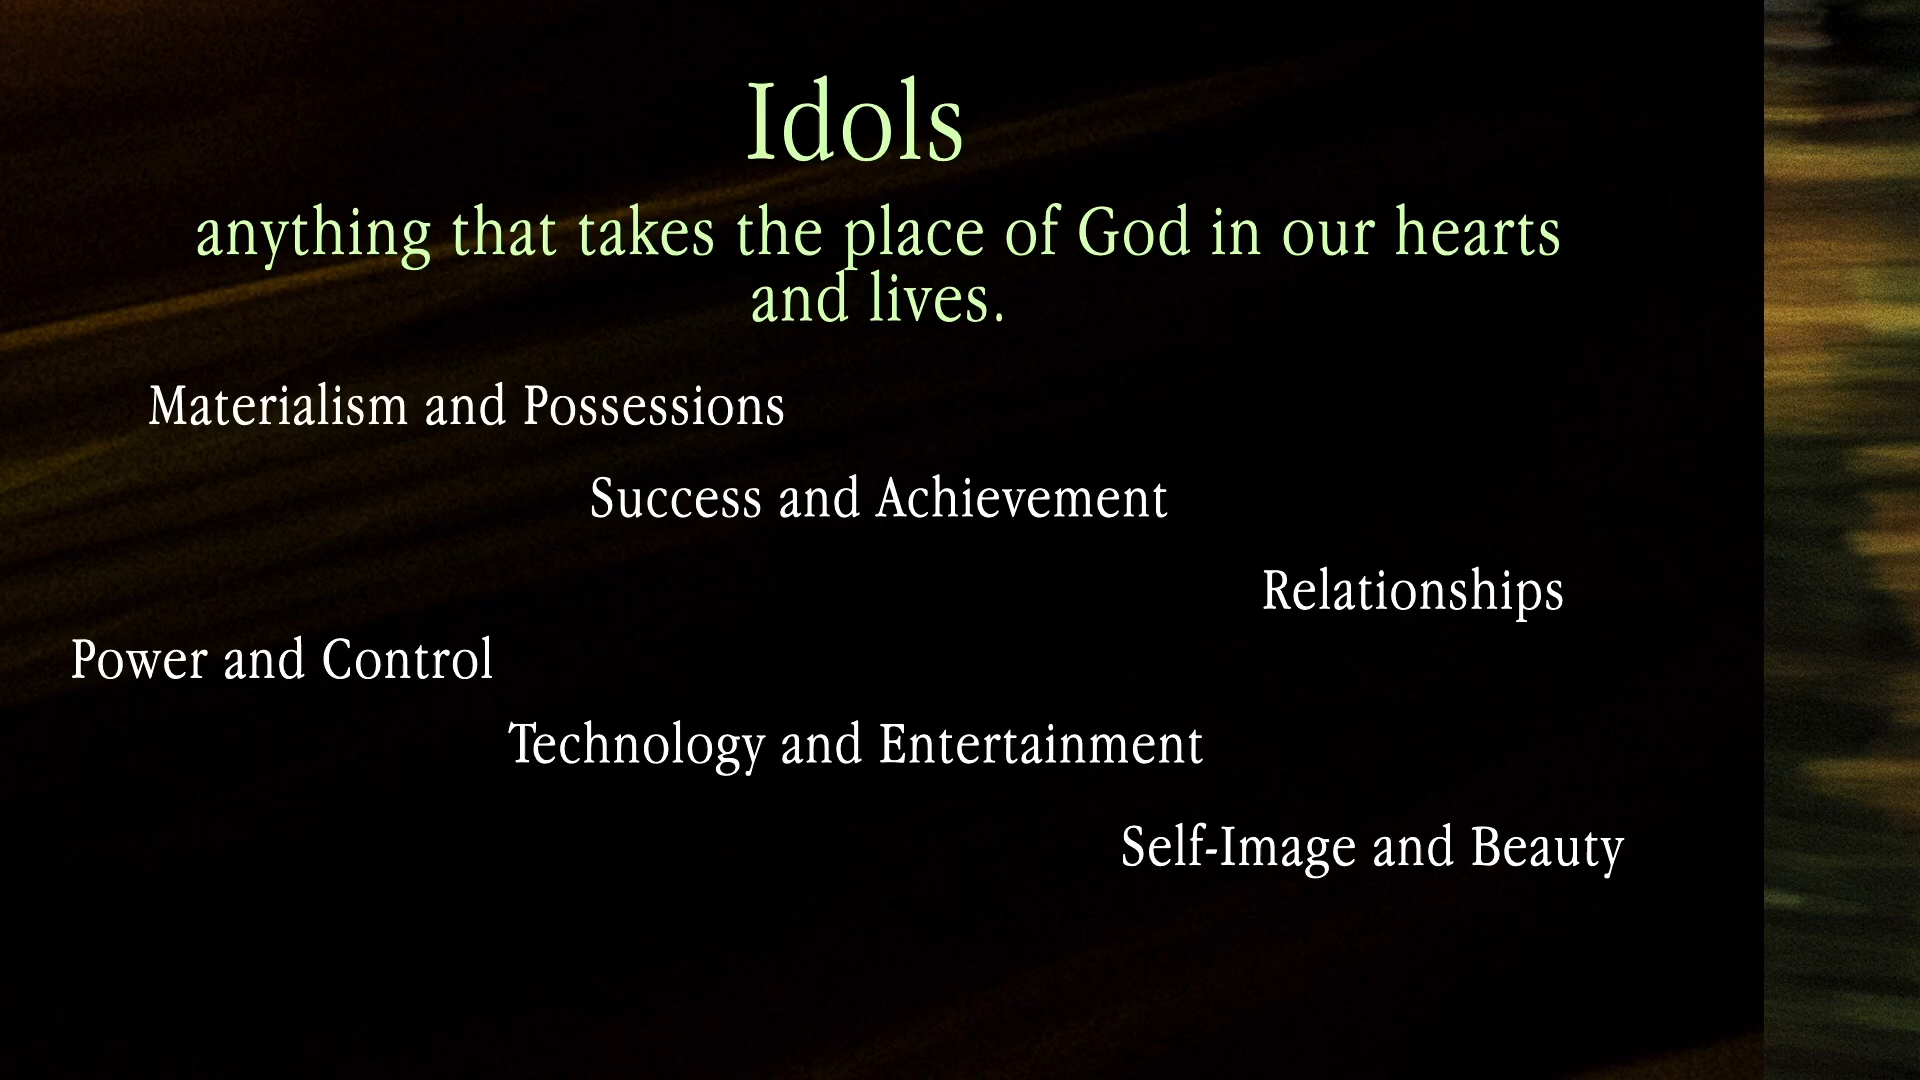 Idols
anything that takes the place of God in our hearts
and lives.
Materialism and Possessions
Success and Achievement
Relationships
Power and Control
Technology and Entertainment
Self-Image and Beauty